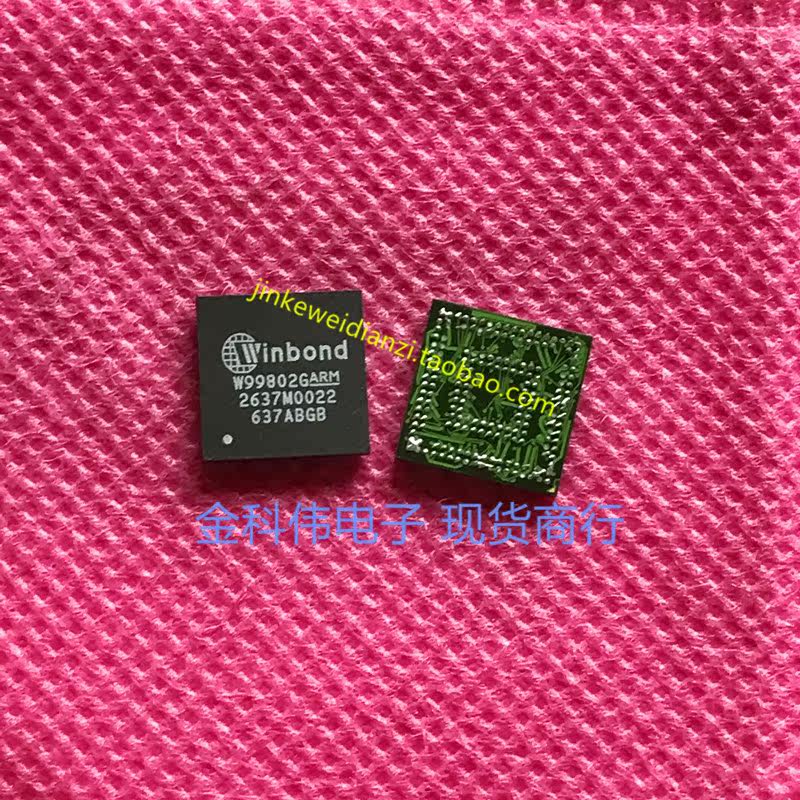 jinkeweidianzi.taobao.com
Winbond
W99802GARM
2637M0022
637ABGB
金科伟电子 现货商行